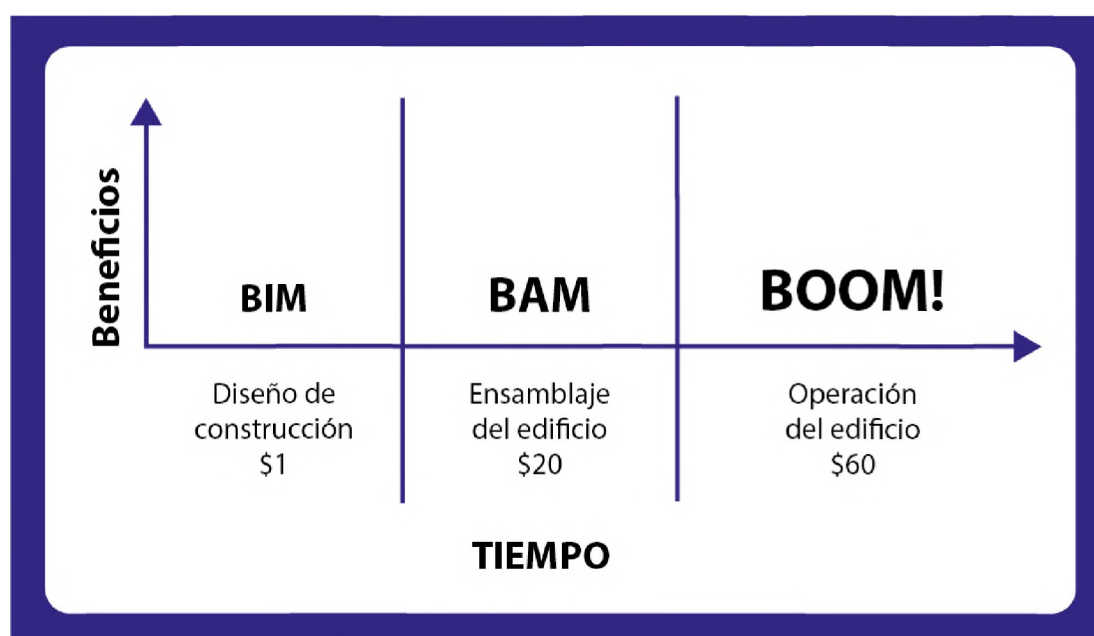 Beneficios
BIM
BAM
BOOM!
Diseño de
construcción
$1
Ensamblaje
del edificio
$20
Operación
del edificio
$60
TIEMPO